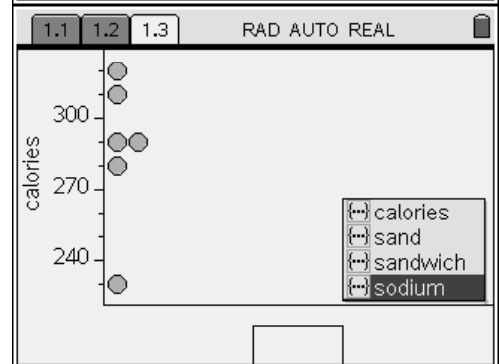 1.1 1.2 1.3 RAD AUTO REAL
300
270
240
calories
calories
sand
sandwich
sodium